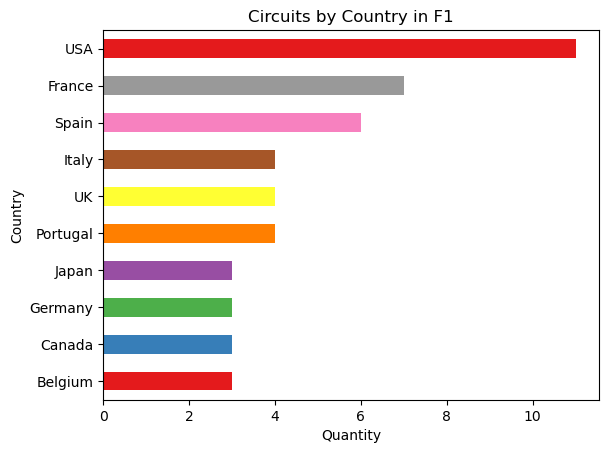 Circuits by Country in F1
Country
USA
France
Spain
Italy
UK
Portugal
Japan
Germany
Canada
Belgium
0 2 4 6 8 10
Quantity